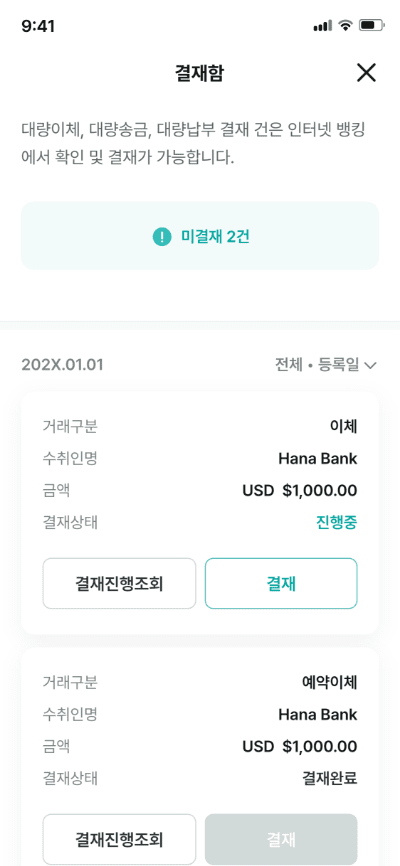 9:41
결재함
대량이체, 대량송금, 대량납부 결재 건은 인터넷 뱅킹
에서 확인 및 결재가 가능합니다.
미결재 2건
202X.01.01 전체 • 등록일
거래구분 이체
수취인명 Hana Bank
금액 USD $1,000.00
결재상태 진행중
결재진행조회 결재
거래구분 예약이체
수취인명 Hana Bank
금액 USD $1,000.00
결재상태 결재완료
결재진행조회 결재